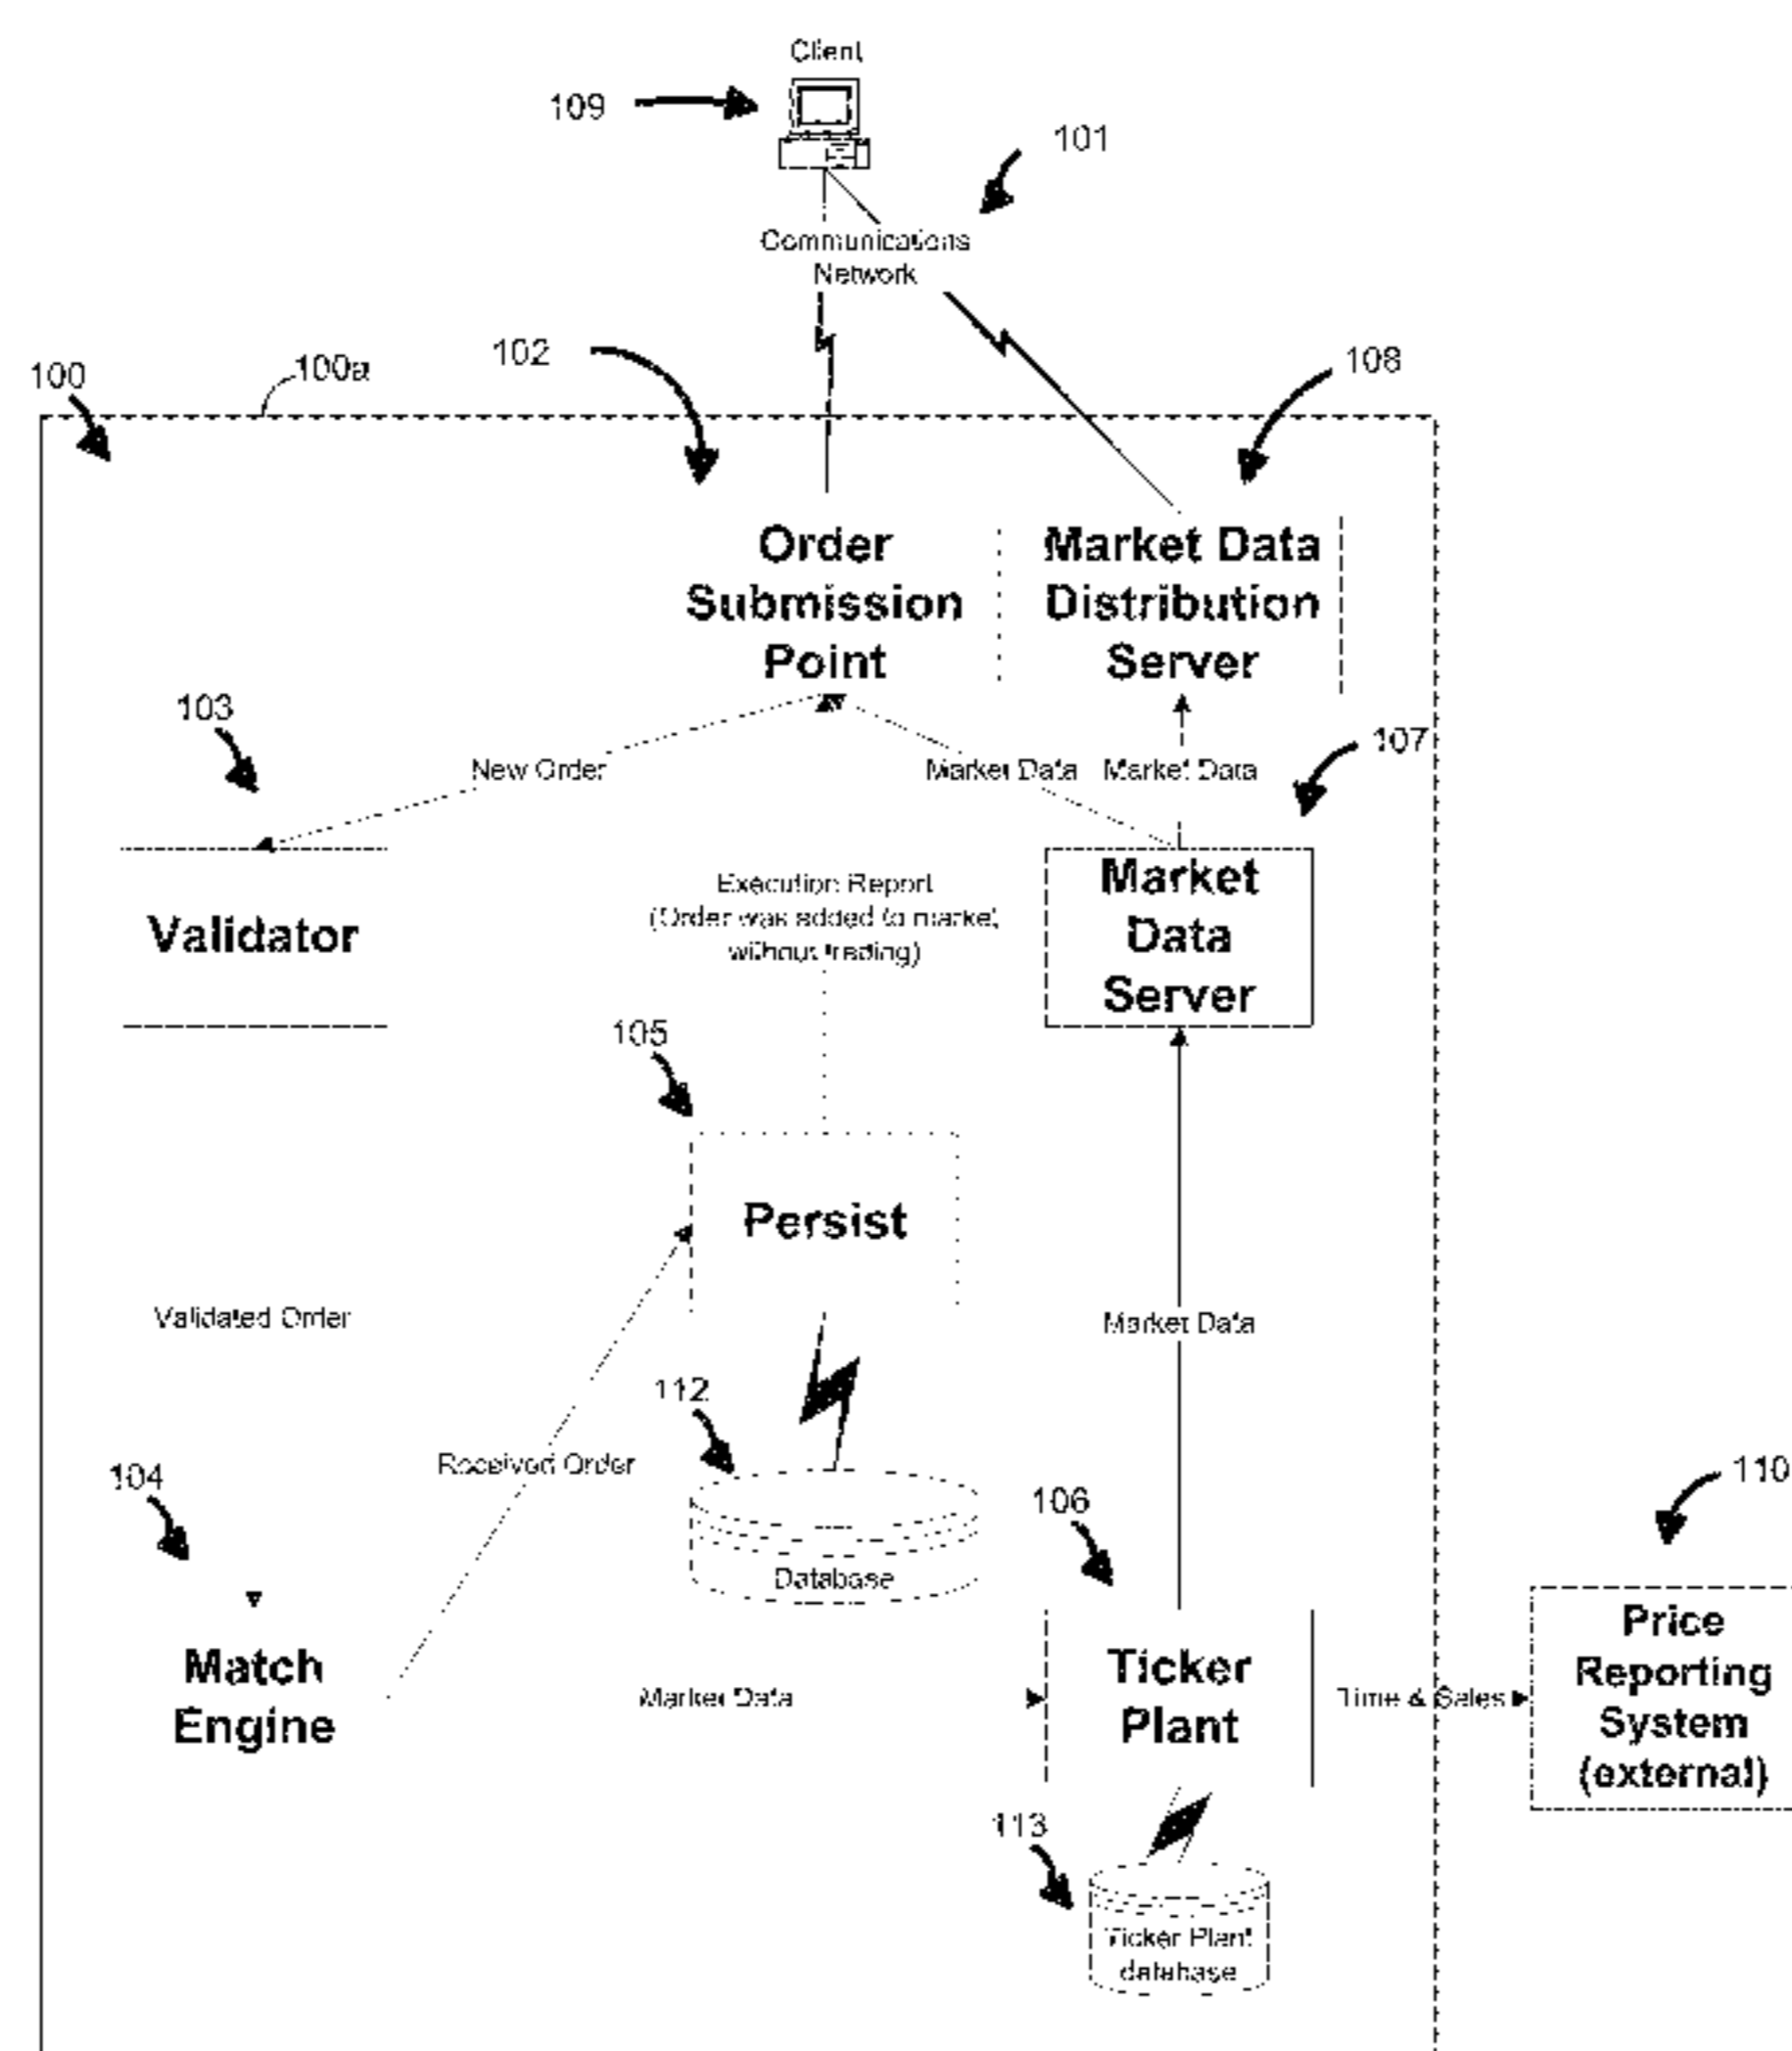 Client
109
101
Communications
Network
102
108
100
100a
Order
Submission
Point
Market Data
Distribution
Server
103
107
New Order
Market Data
Market Data
Validator
Execution Report
(Order was added to market,
without trading)
Market
Data
Server
105
Persist
Validated Order
Market Data
112
Received Order
104
106
110
Database
Match
Engine
Market Data
Ticker
Plant
Time & Sales
Price
Reporting
System
(external)
113
Ticker Plant
database